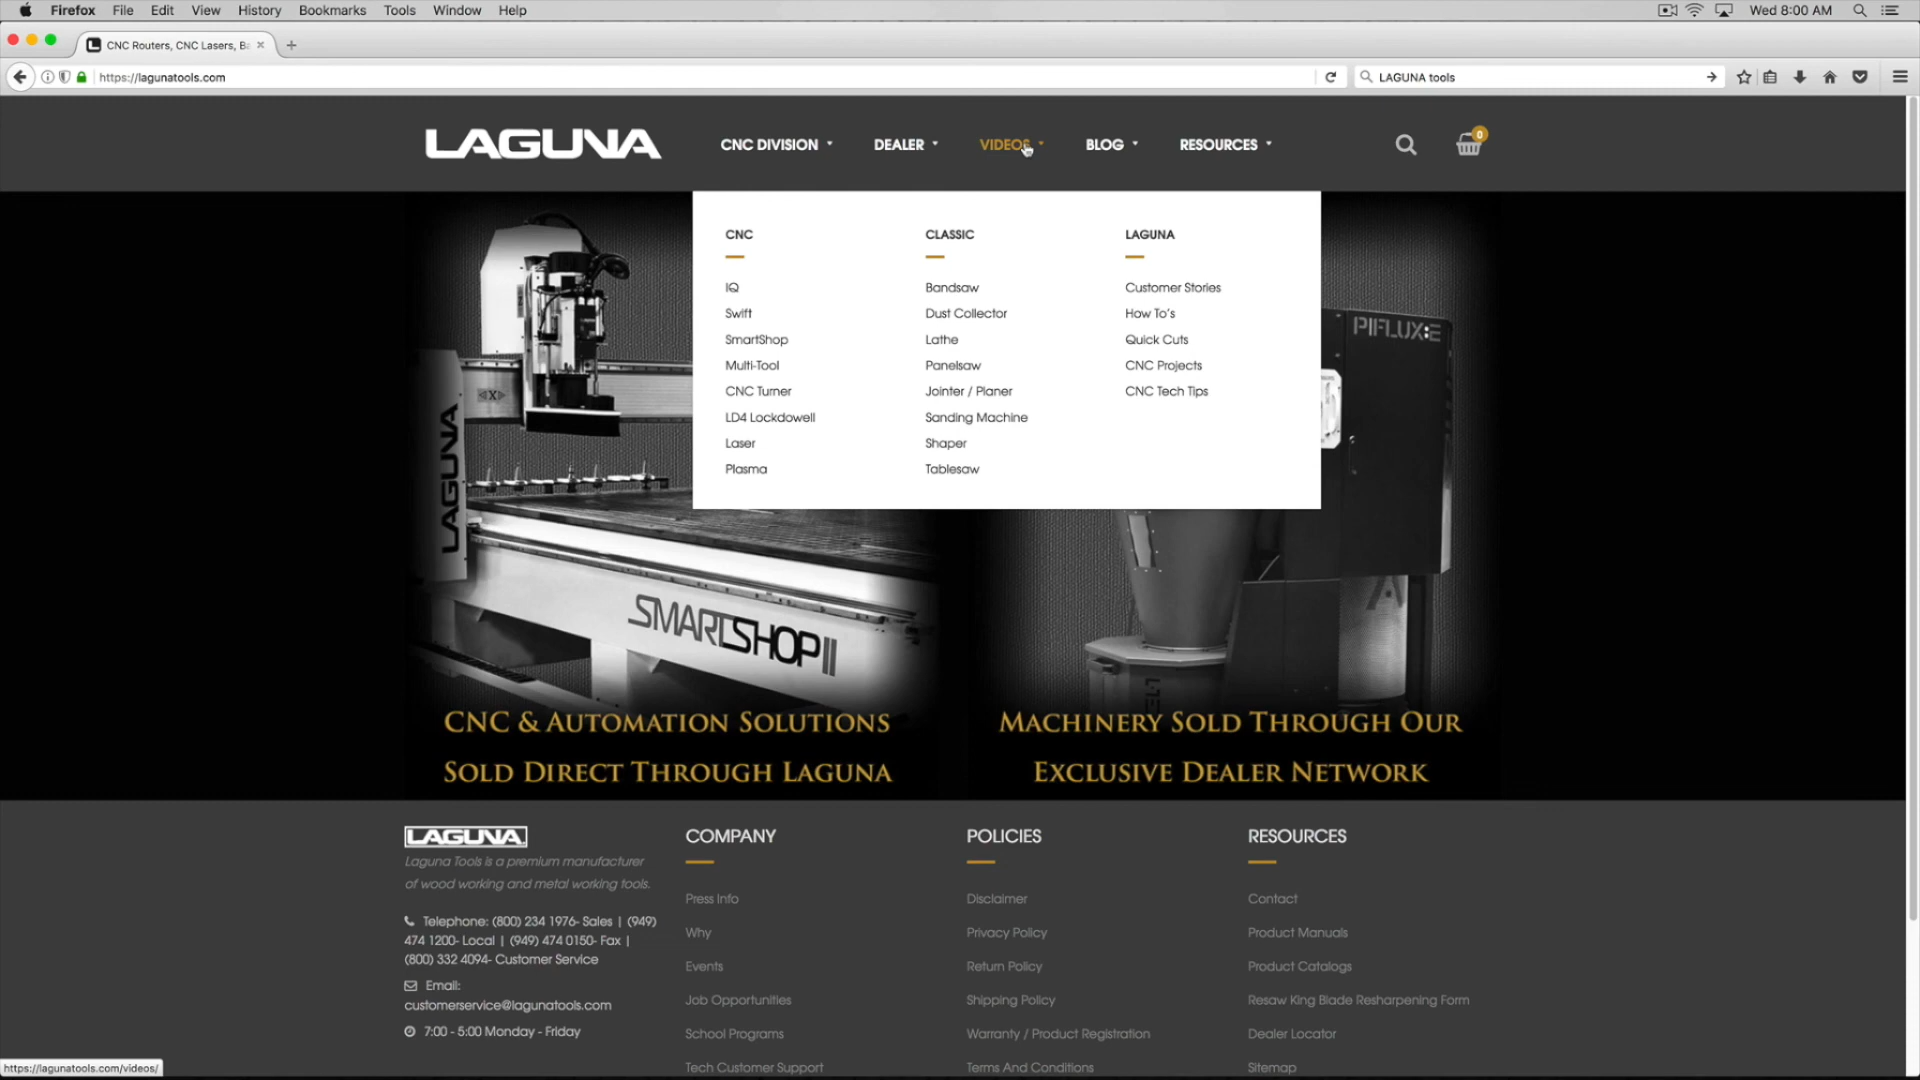 Firefox File Edit View History Bookmarks Tools Window Help Wed 8:00 AM
CNC Routers, CNC Lasers, Ba
https://lagunatools.com LAGUNA tools
LAGUNA CNC DIVISION DEALER VIDEOS BLOG RESOURCES 0
CNC CLASSIC LAGUNA
IQ Bandsaw Customer Stories
Swift Dust Collector How To's
SmartShop Lathe Quick Cuts
Multi-Tool Panelsaw CNC Projects
CNC Turner Jointer / Planer CNC Tech Tips
LD4 Lockdowell Sanding Machine
Laser Shaper
Plasma Tablesaw
PIFLUX:E
<X>
LAGUNA
SMARTSHOP II
CNC & Automation Solutions
Sold Direct Through Laguna
Machinery Sold Through Our
Exclusive Dealer Network
LAGUNA
Laguna Tools is a premium manufacturer
of wood working and metal working tools.
Telephone: (800) 234 1976- Sales | (949)
474 1200- Local | (949) 474 0150- Fax |
(800) 332 4094- Customer Service
Email:
customerservice@lagunatools.com
7:00 - 5:00 Monday - Friday
COMPANY
Press Info
Why
Events
Job Opportunities
School Programs
Tech Customer Support
POLICIES
Disclaimer
Privacy Policy
Return Policy
Shipping Policy
Warranty / Product Registration
Terms And Conditions
RESOURCES
Contact
Product Manuals
Product Catalogs
Resaw King Blade Resharpening Form
Dealer Locator
Sitemap
https://lagunatools.com/videos/